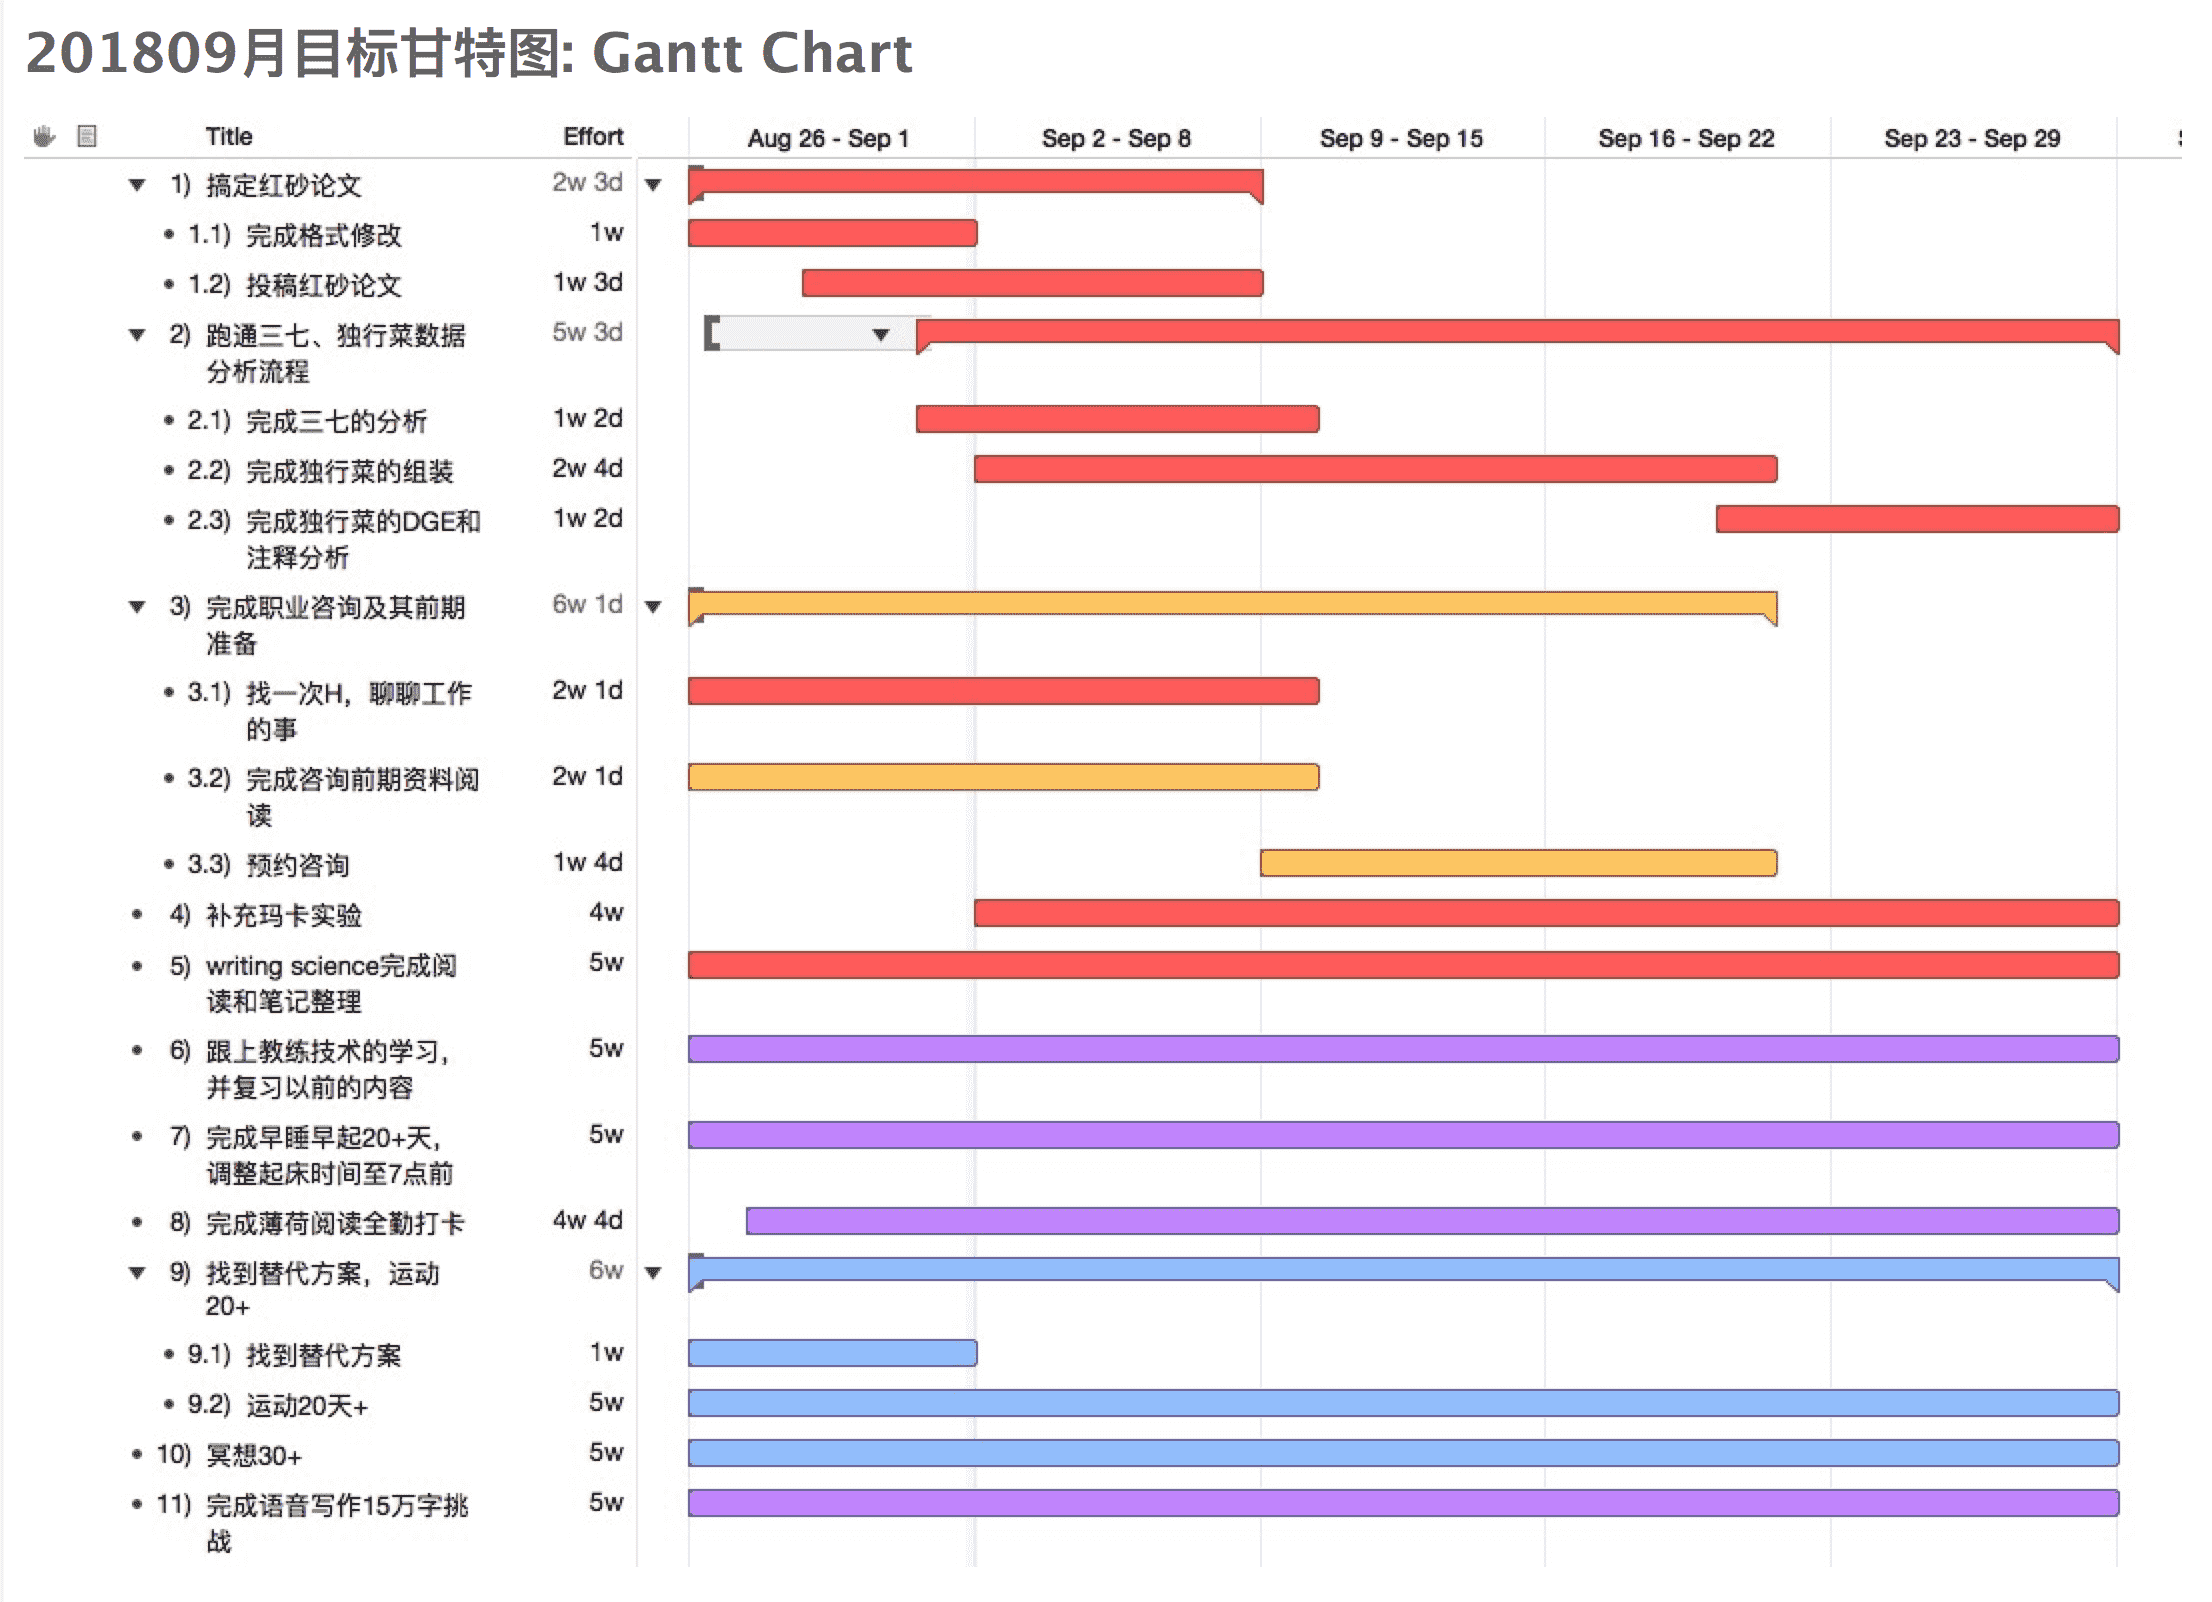 201809月目标甘特图: Gantt Chart
Title Effort Aug 26 - Sep 1 Sep 2 - Sep 8 Sep 9 - Sep 15 Sep 16 - Sep 22 Sep 23 - Sep 29
1) 搞定红砂论文 2w 3d
1.1) 完成格式修改 1w
1.2) 投稿红砂论文 1w 3d
2) 跑通三七、独行菜数据 5w 3d
分析流程
2.1) 完成三七的分析 1w 2d
2.2) 完成独行菜的组装 2w 4d
2.3) 完成独行菜的DGE和 1w 2d
注释分析
3) 完成职业咨询及其前期 6w 1d
准备
3.1) 找一次H，聊聊工作 2w 1d
的事
3.2) 完成咨询前期资料阅 2w 1d
读
3.3) 预约咨询 1w 4d
4) 补充玛卡实验 4w
5) writing science完成阅 5w
读和笔记整理
6) 跟上教练技术的学习， 5w
并复习以前的内容
7) 完成早睡早起20+天， 5w
调整起床时间至7点前
8) 完成薄荷阅读全勤打卡 4w 4d
9) 找到替代方案，运动 6w
20+
9.1) 找到替代方案 1w
9.2) 运动20天+ 5w
10) 冥想30+ 5w
11) 完成语音写作15万字挑 5w
战